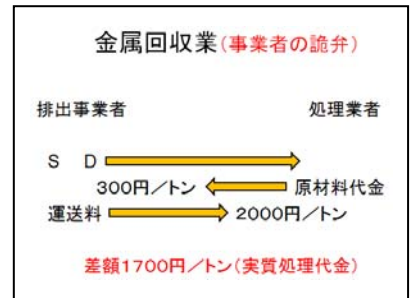 金属回収業(事業者の詭弁)
排出事業者 処理業者
S D
300円/トン 原材料代金
運送料 2000円/トン
差額1700円/トン(実質処理代金)